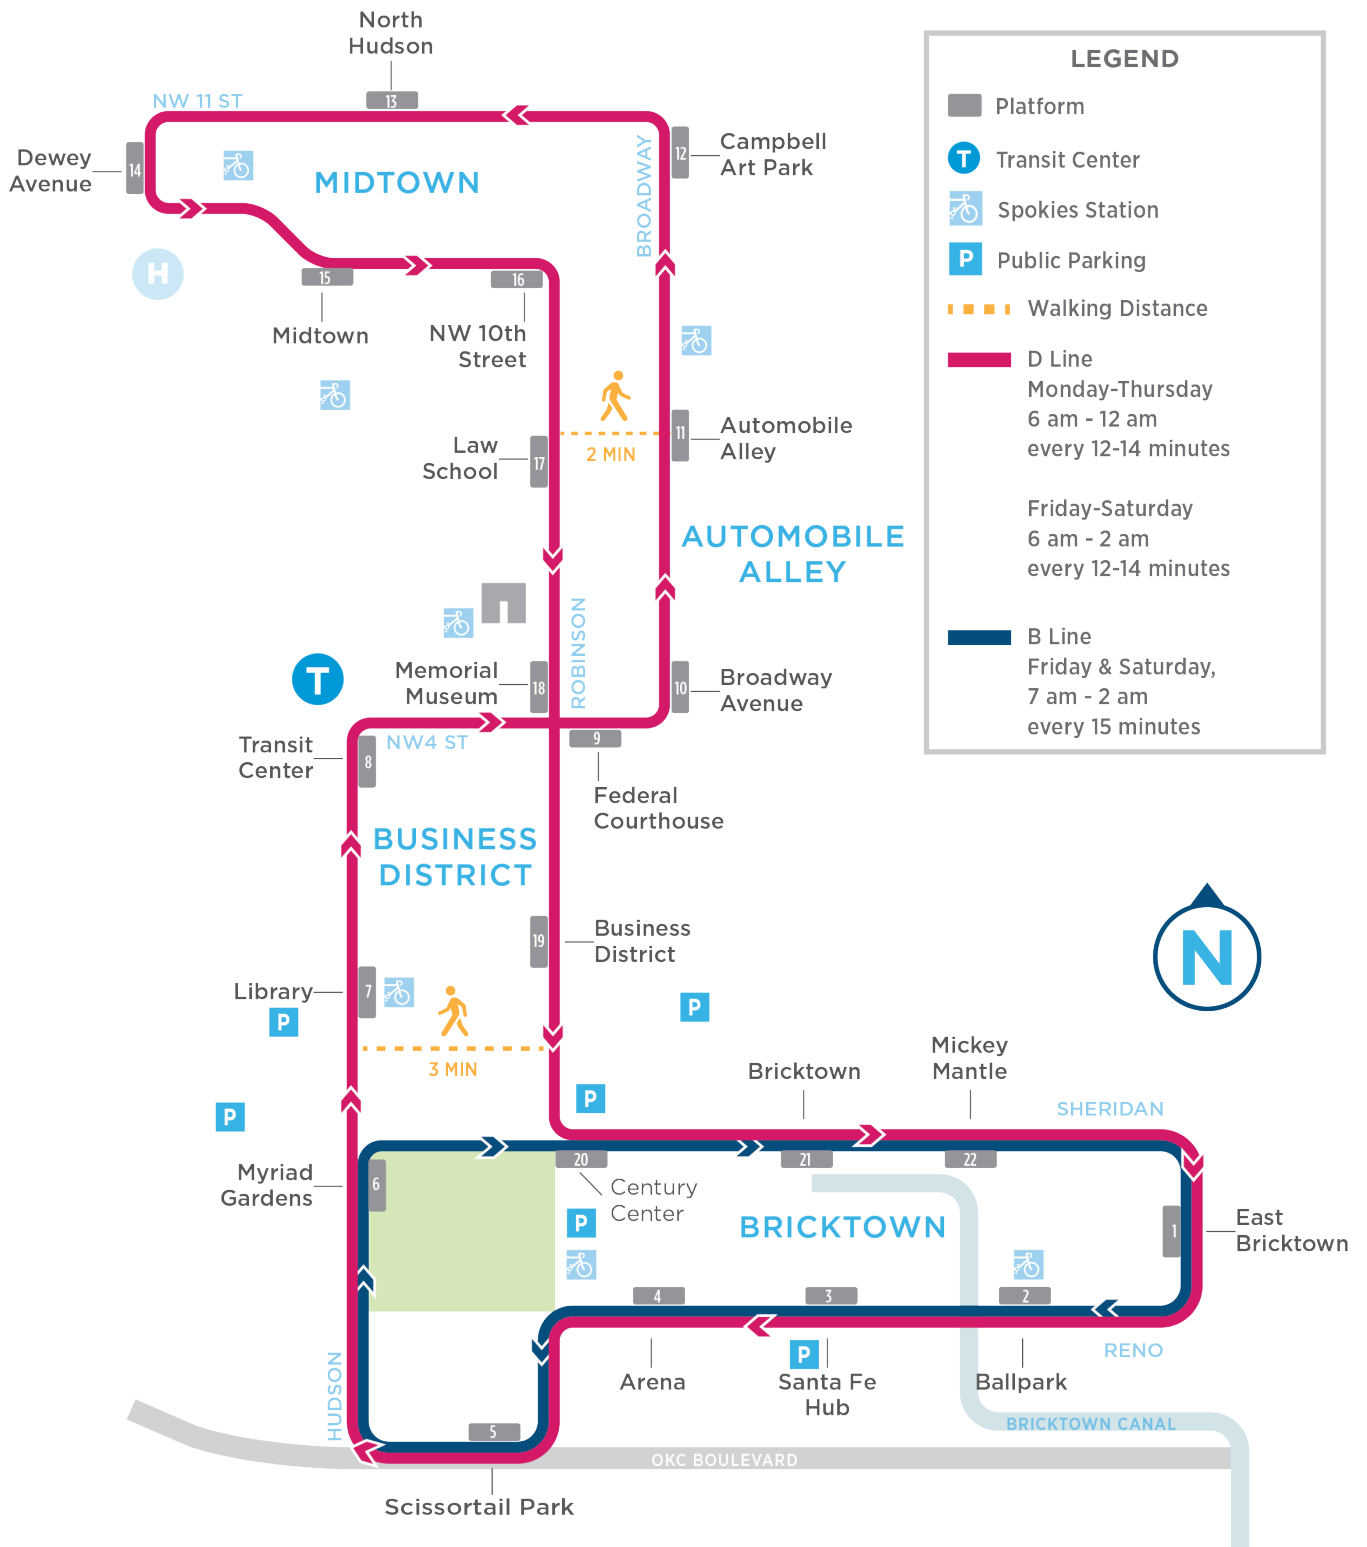 North
Hudson
13
NW 11 ST
Dewey
Avenue
14
MIDTOWN
BROADWAY
12
Campbell
Art Park
H
15
Midtown
16
NW 10th
Street
Law
School
17
2 MIN
11
Automobile
Alley
AUTOMOBILE
ALLEY
ROBINSON
T
Memorial
Museum
18
10
Broadway
Avenue
NW4 ST
9
Federal
Courthouse
Transit
Center
8
BUSINESS
DISTRICT
19
Business
District
Library
7
P
3 MIN
P
P
P
Bricktown
Mickey
Mantle
SHERIDAN
Myriad
Gardens
6
20
Century
Center
21
22
P
BRICKTOWN
1
East
Bricktown
4
3
2
HUDSON
Arena
P
Santa Fe
Hub
Ballpark
RENO
5
BRICKTOWN CANAL
OKC BOULEVARD
Scissortail Park
N
LEGEND
Platform
T
Transit Center
Spokies Station
P
Public Parking
Walking Distance
D Line
Monday-Thursday
6 am - 12 am
every 12-14 minutes
Friday-Saturday
6 am - 2 am
every 12-14 minutes
B Line
Friday & Saturday,
7 am - 2 am
every 15 minutes